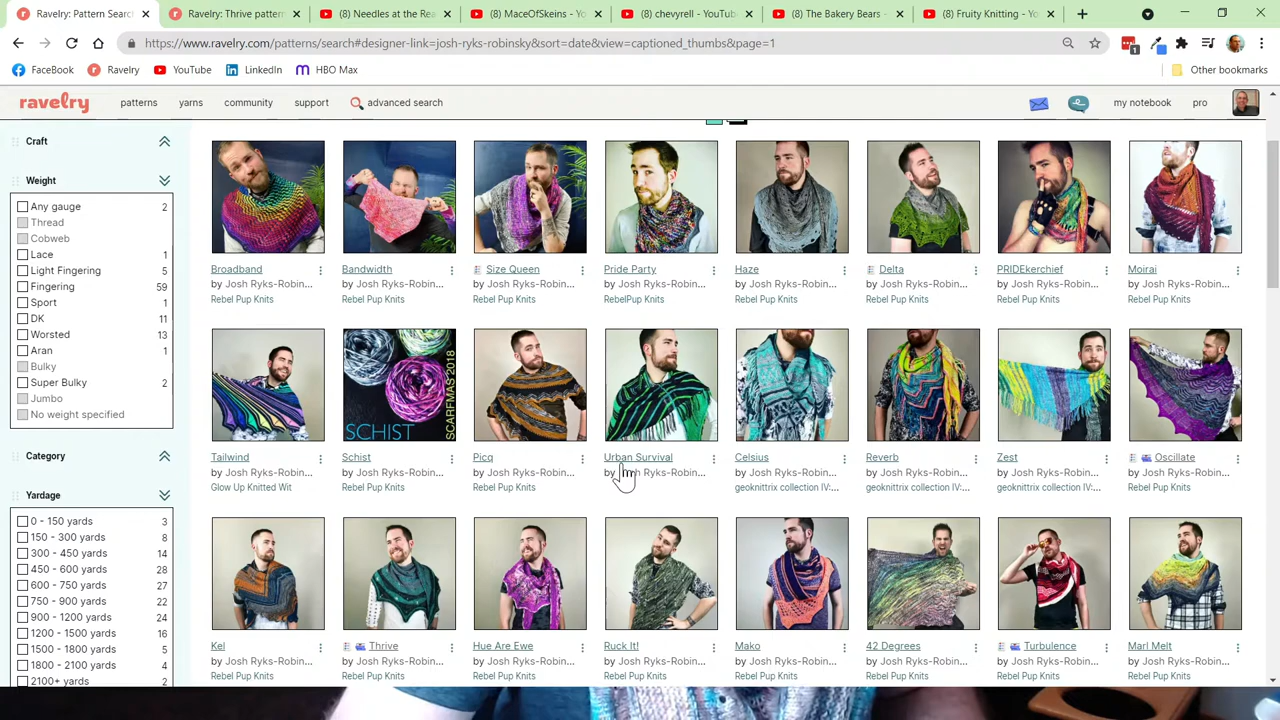 Ravelry: Pattern Searc
Ravelry: Thrive pattern
(8) Needles at the Rea
(8) MaceOfSkeins - Yo
(8) chevyrell - YouTube
(8) The Bakery Bears -
(8) Fruity Knitting - Yo
https://www.ravelry.com/patterns/search#designer-link=josh-ryks-robinsky&sort=date&view=captioned_thumbs&page=1
1
FaceBook
Ravelry
YouTube
LinkedIn
HBO Max
Other bookmarks
ravelry
patterns
yarns
community
support
advanced search
my notebook
pro
Craft
Weight
Any gauge 2
Thread
Cobweb
Lace 1
Light Fingering 5
Fingering 59
Sport 1
DK 11
Worsted 13
Aran 1
Bulky
Super Bulky 2
Jumbo
No weight specified
Category
Yardage
0 - 150 yards 3
150 - 300 yards 8
300 - 450 yards 14
450 - 600 yards 28
600 - 750 yards 27
750 - 900 yards 22
900 - 1200 yards 24
1200 - 1500 yards 16
1500 - 1800 yards 5
1800 - 2100 yards 4
2100+ yards 2
Broadband
by Josh Ryks-Robin...
Rebel Pup Knits
Bandwidth
by Josh Ryks-Robin...
Rebel Pup Knits
Size Queen
by Josh Ryks-Robin...
Rebel Pup Knits
Pride Party
by Josh Ryks-Robin...
RebelPup Knits
Haze
by Josh Ryks-Robin...
Rebel Pup Knits
Delta
by Josh Ryks-Robin...
Rebel Pup Knits
PRIDEkerchief
by Josh Ryks-Robin...
Rebel Pup Knits
Moirai
by Josh Ryks-Robin...
Rebel Pup Knits
Tailwind
by Josh Ryks-Robin...
Glow Up Knitted Wit
SCHIST
SCARFMAS2018
Schist
by Josh Ryks-Robin...
Rebel Pup Knits
Picq
by Josh Ryks-Robin...
Rebel Pup Knits
Urban Survival
by Ryks-Robin...
Rebel Pup Knits
Celsius
by Josh Ryks-Robin...
geoknittrix collection IV:...
Reverb
by Josh Ryks-Robin...
geoknittrix collection IV:...
Zest
by Josh Ryks-Robin...
geoknittrix collection IV:...
Oscillate
by Josh Ryks-Robin...
Rebel Pup Knits
Kel
by Josh Ryks-Robin...
Rebel Pup Knits
Thrive
by Josh Ryks-Robin...
Rebel Pup Knits
Hue Are Ewe
by Josh Ryks-Robin...
Rebel Pup Knits
Ruck It!
by Josh Ryks-Robin...
Rebel Pup Knits
Mako
by Josh Ryks-Robin...
Rebel Pup Knits
42 Degrees
by Josh Ryks-Robin...
Rebel Pup Knits
Turbulence
by Josh Ryks-Robin...
Rebel Pup Knits
Marl Melt
by Josh Ryks-Robin...
Rebel Pup Knits